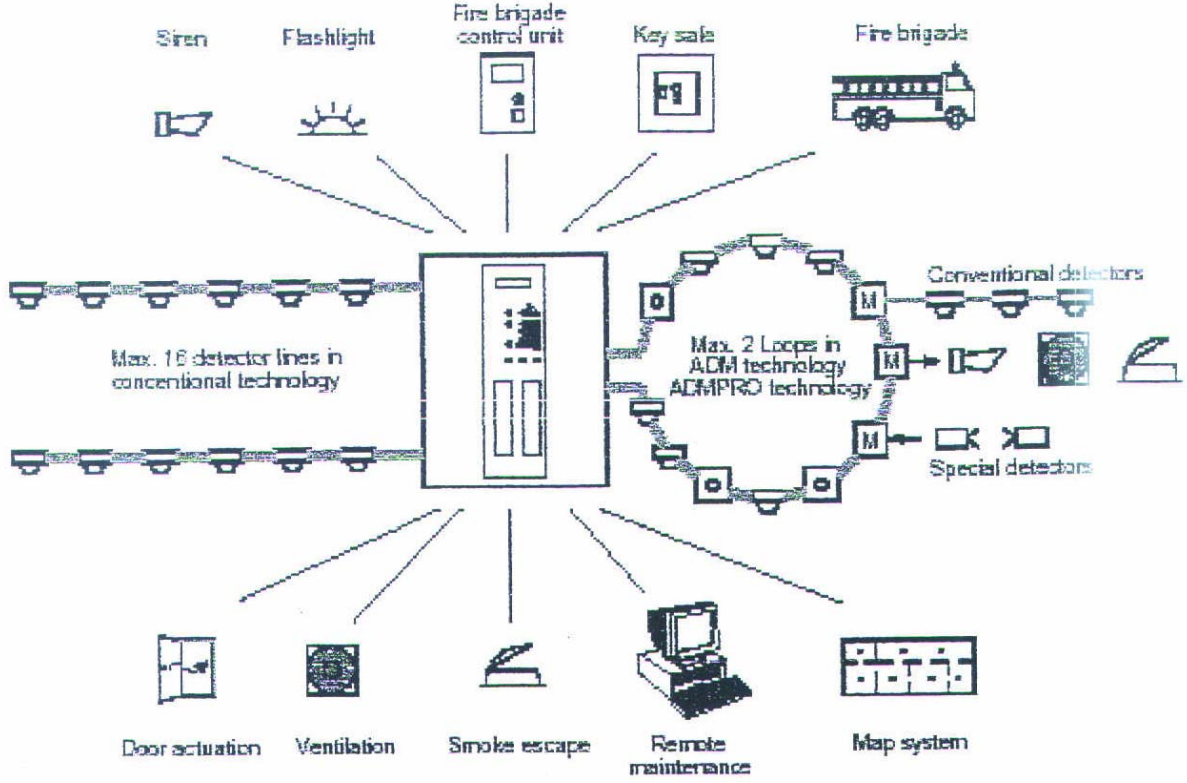 Siren
Flashlight
Fire brigade
control unit
Key safe
Fire brigade
Conventional detectors
M
Max. 16 detector lines in
concentional technology
Max. 2 Loops in
ADM technology
ADMPRO technology
M
M
Special detectors
Door actuation
Ventilation
Smoke escape
Remote
maintenance
Map system